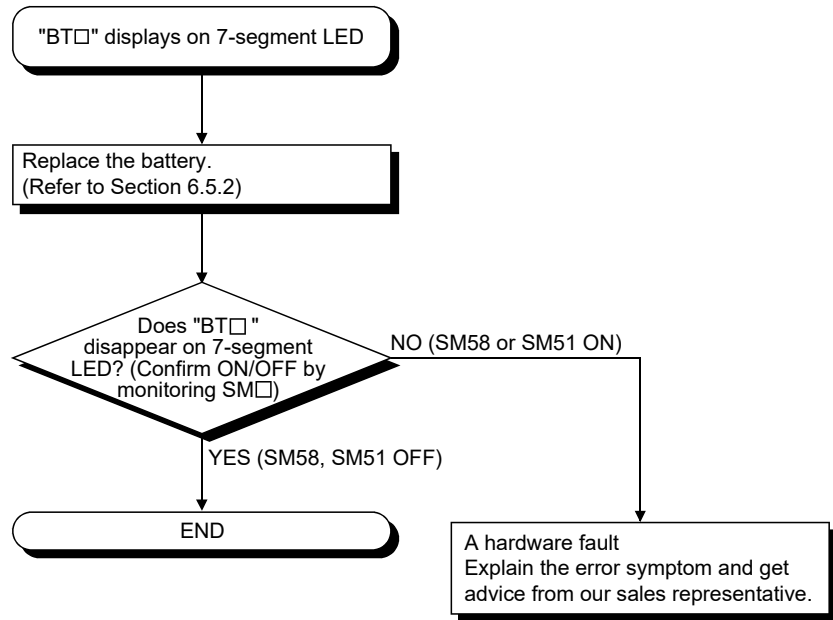 "BT□" displays on 7-segment LED
Replace the battery.
(Refer to Section 6.5.2)
Does "BT□ "
disappear on 7-segment
LED? (Confirm ON/OFF by
monitoring SM□)
NO (SM58 or SM51 ON)
YES (SM58, SM51 OFF)
END
A hardware fault
Explain the error symptom and get
advice from our sales representative.